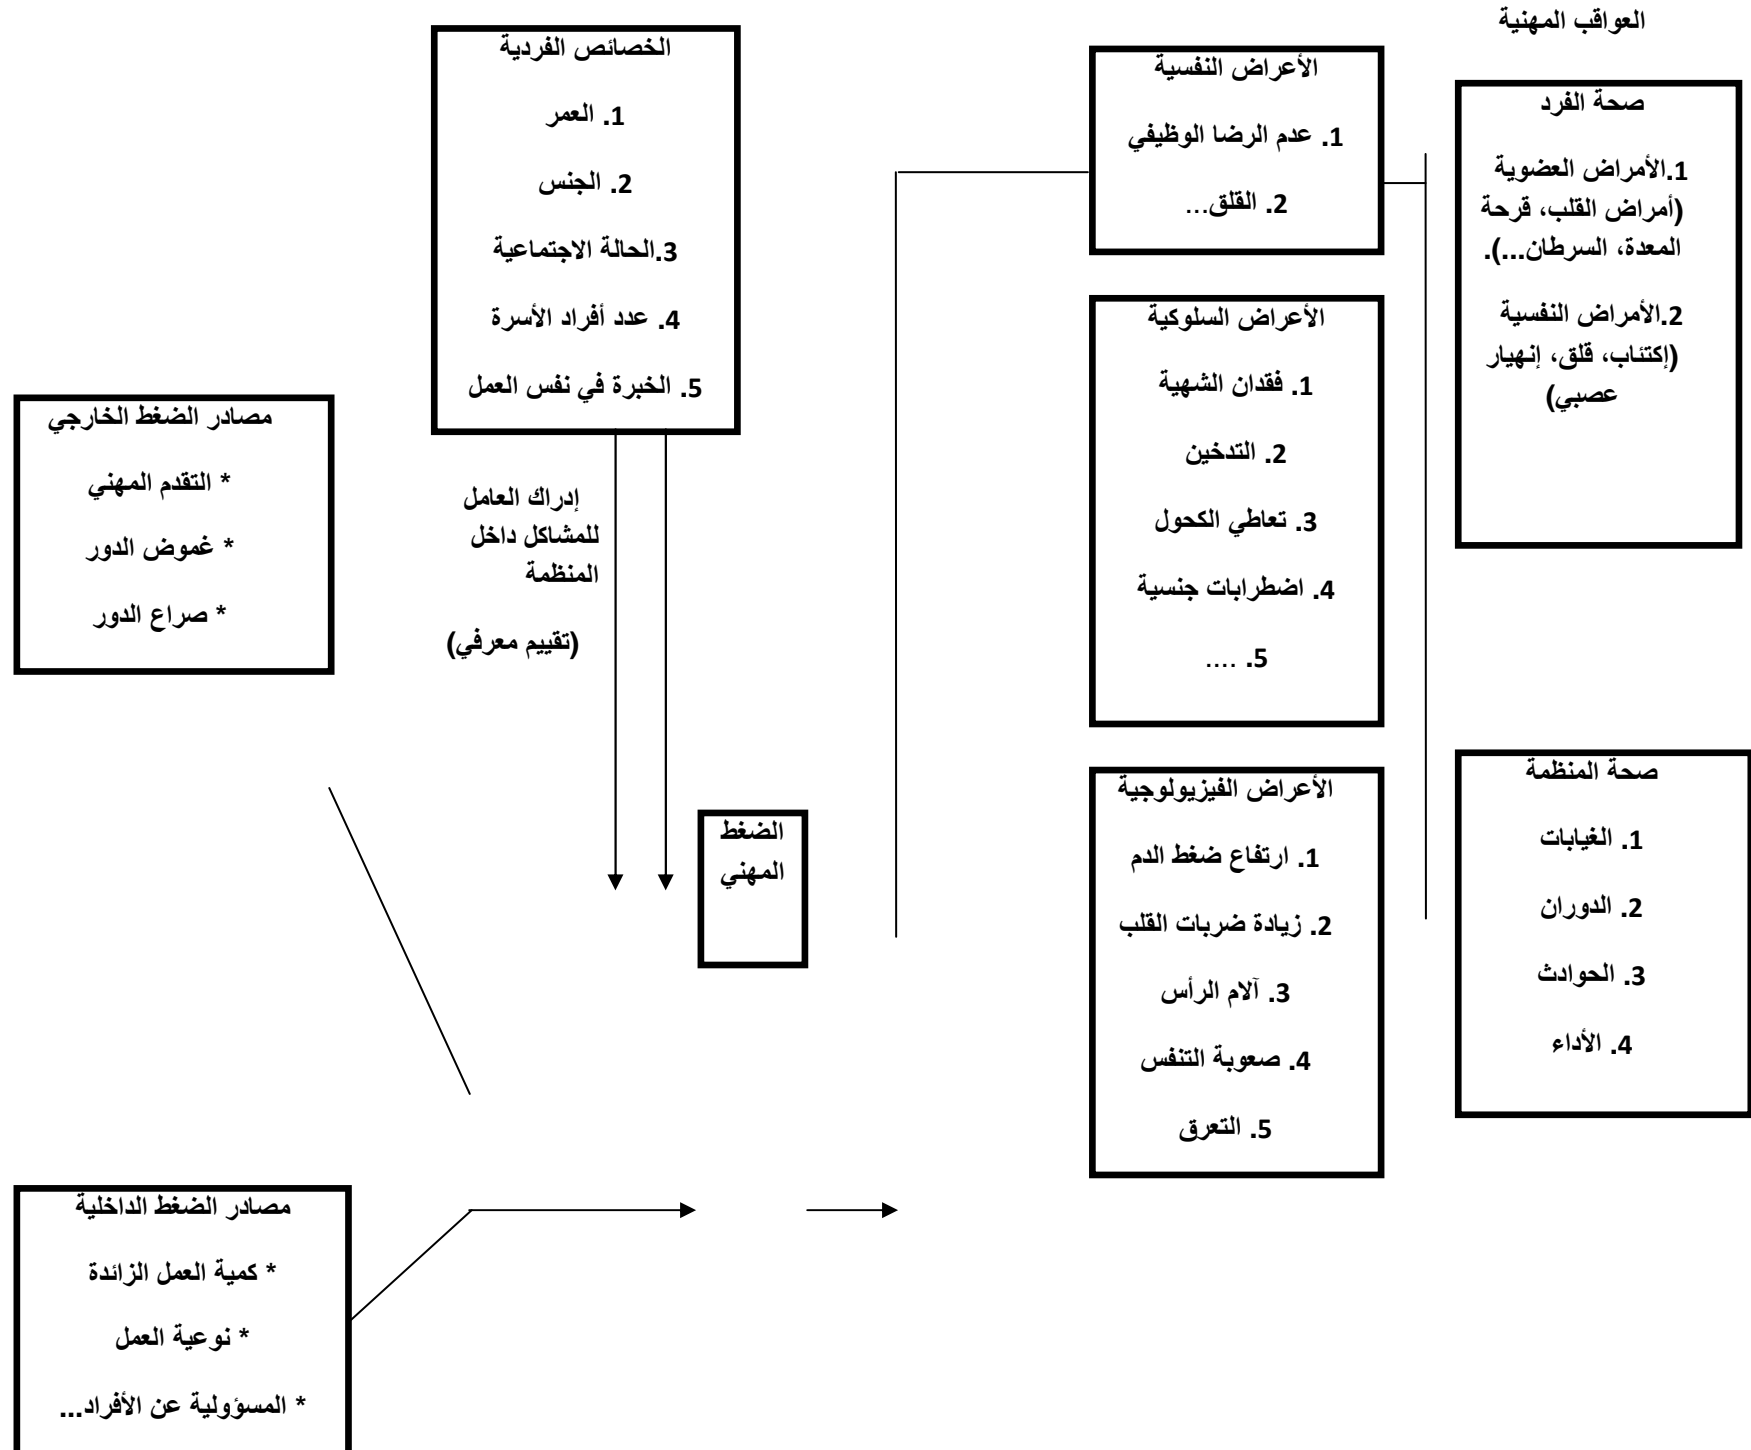 العواقب المهنية
صحة الفرد
1.الأمراض العضوية
(أمراض القلب، قرحة
المعدة، السرطان...).
2.الأمراض النفسية
(إكتئاب، قلق، إنهيار
عصبي)
صحة المنظمة
1. الغيابات
2. الدوران
3. الحوادث
4. الأداء
الأعراض النفسية
1. عدم الرضا الوظيفي
2. القلق...
الأعراض السلوكية
1. فقدان الشهية
2. التدخين
3. تعاطي الكحول
4. اضطرابات جنسية
5. ....
الأعراض الفيزيولوجية
1. ارتفاع ضغط الدم
2. زيادة ضربات القلب
3. آلام الرأس
4. صعوبة التنفس
5. التعرق
الضغط
المهني
الخصائص الفردية
1. العمر
2. الجنس
3.الحالة الاجتماعية
4. عدد أفراد الأسرة
5. الخبرة في نفس العمل
إدراك العامل
للمشاكل داخل
المنظمة
(تقييم معرفي)
مصادر الضغط الخارجي
* التقدم المهني
* غموض الدور
* صراع الدور
مصادر الضغط الداخلية
* كمية العمل الزائدة
* نوعية العمل
* المسؤولية عن الأفراد...